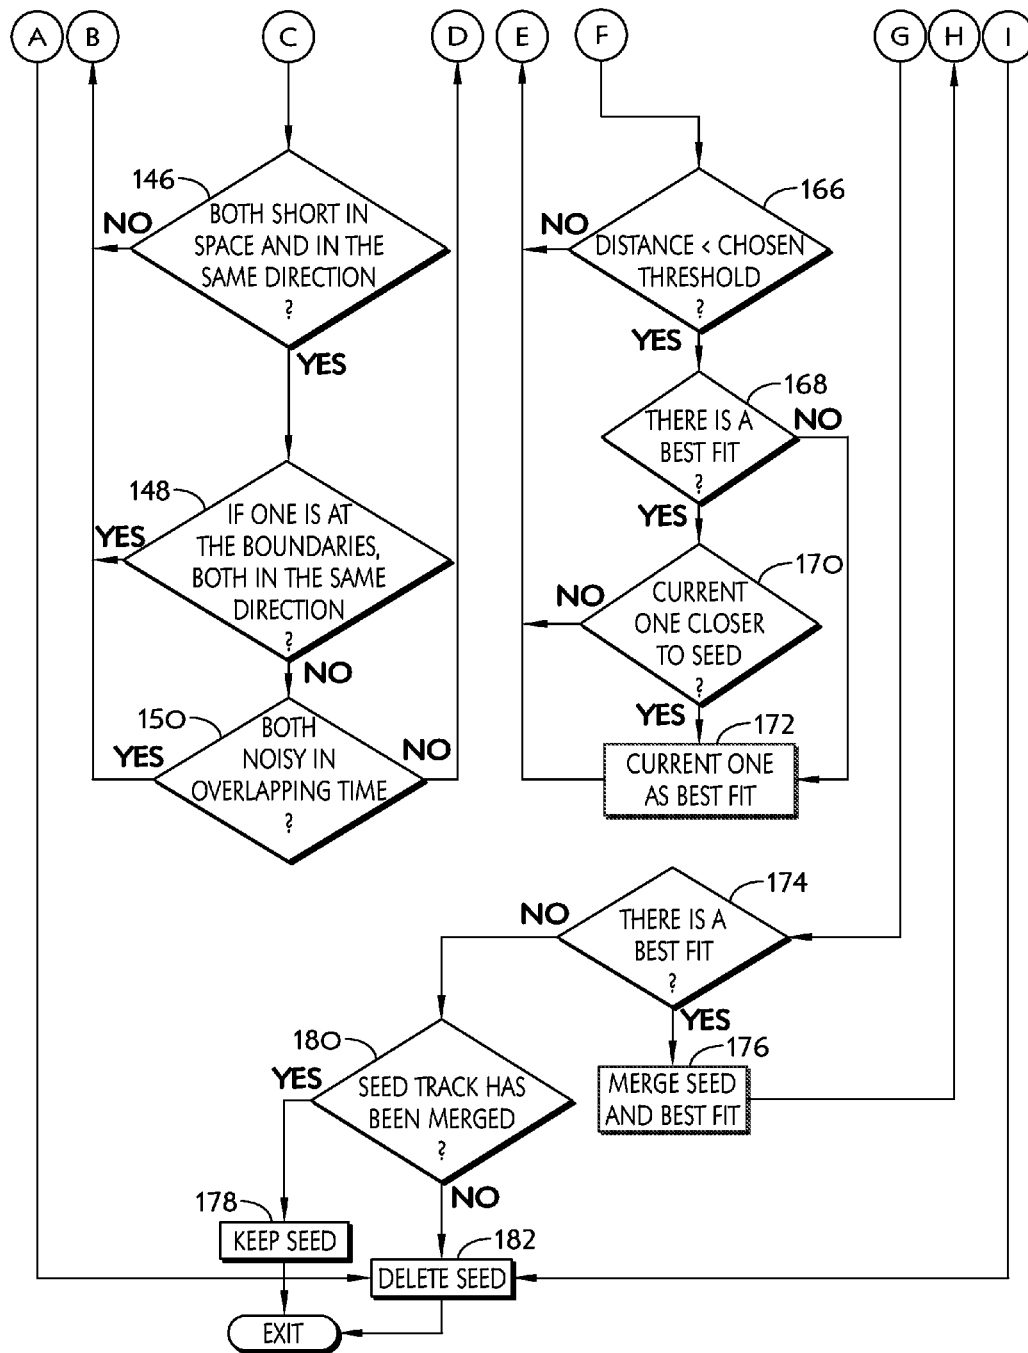 A
B
C
D
E
F
G
H
I
146
NO
BOTH SHORT IN
SPACE AND IN THE
SAME DIRECTION
?
YES
148
YES
IF ONE IS AT
THE BOUNDARIES,
BOTH IN THE SAME
DIRECTION
?
NO
150
YES
BOTH
NOISY IN
OVERLAPPING TIME
?
NO
166
NO
DISTANCE < CHOSEN
THRESHOLD
?
YES
168
THERE IS A
BEST FIT
?
NO
YES
170
NO
CURRENT
ONE CLOSER
TO SEED
?
YES
172
CURRENT ONE
AS BEST FIT
174
NO
THERE IS A
BEST FIT
?
YES
176
MERGE SEED
AND BEST FIT
180
YES
SEED TRACK HAS
BEEN MERGED
?
NO
178
KEEP SEED
182
DELETE SEED
EXIT